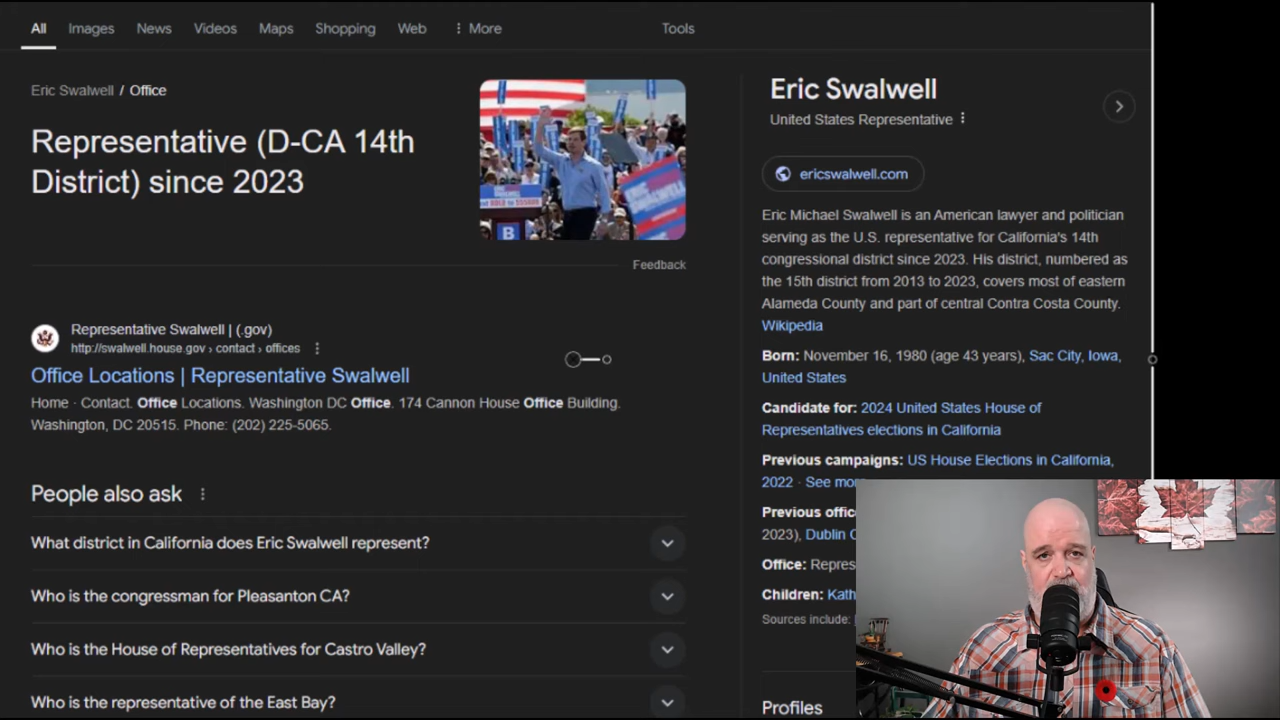 All Images News Videos Maps Shopping Web More Tools
Eric Swalwell / Office
Representative (D-CA 14th
District) since 2023
Feedback
Representative Swalwell | (.gov)
http://swalwell.house.gov › contact › offices
Office Locations | Representative Swalwell
Home · Contact. Office Locations. Washington DC Office. 174 Cannon House Office Building.
Washington, DC 20515. Phone: (202) 225-5065.
People also ask
What district in California does Eric Swalwell represent?
Who is the congressman for Pleasanton CA?
Who is the House of Representatives for Castro Valley?
Who is the representative of the East Bay?
Eric Swalwell
United States Representative
ericswalwell.com
Eric Michael Swalwell is an American lawyer and politician
serving as the U.S. representative for California's 14th
congressional district since 2023. His district, numbered as
the 15th district from 2013 to 2023, covers most of eastern
Alameda County and part of central Contra Costa County.
Wikipedia
Born: November 16, 1980 (age 43 years), Sac City, Iowa,
United States
Candidate for: 2024 United States House of
Representatives elections in California
Previous campaigns: US House Elections in California,
2022 · See more
Previous offic
2023), Dublin C
Office: Repres
Children: Kath
Sources include:
Profiles